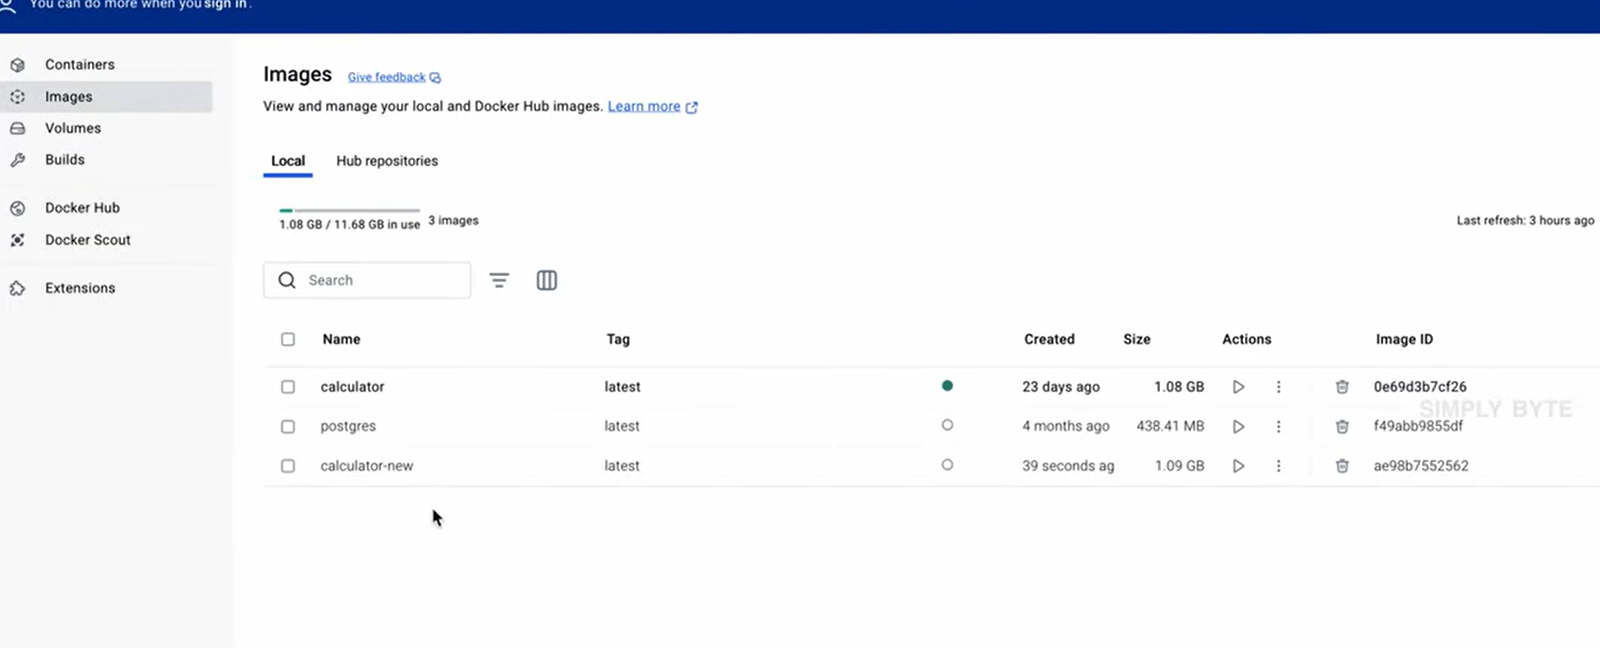 You can do more when you sign in.
Containers
Images
Volumes
Builds
Docker Hub
Docker Scout
Extensions
Images Give feedback
View and manage your local and Docker Hub images. Learn more
Local Hub repositories
1.08 GB / 11.68 GB in use 3 images Last refresh: 3 hours ago
Search
Name Tag Created Size Actions Image ID
calculator latest 23 days ago 1.08 GB 0e69d3b7cf26
SIMPLY BYTE
postgres latest 4 months ago 438.41 MB f49abb9855df
calculator-new latest 39 seconds ag 1.09 GB ae98b7552562